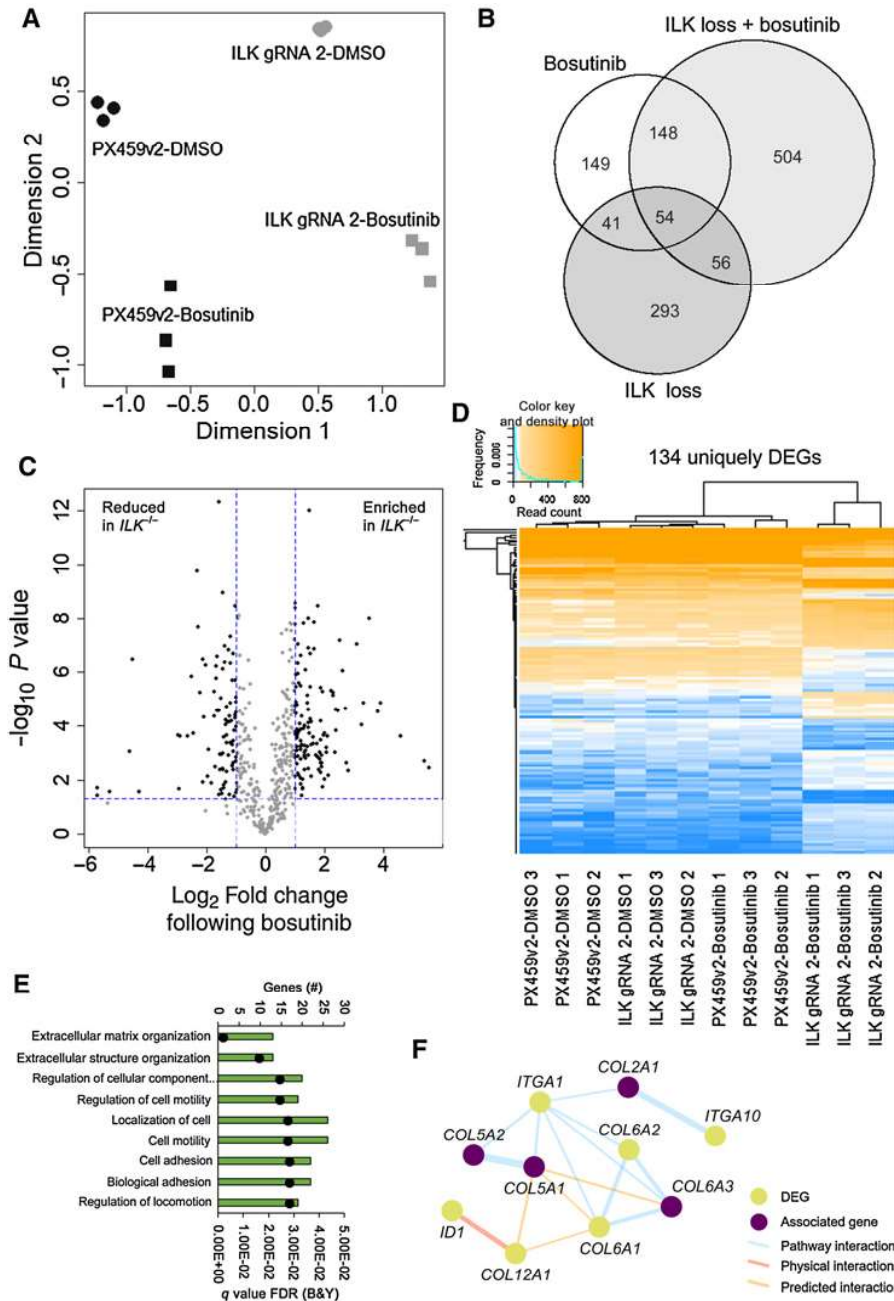 A
ILK gRNA 2-DMSO
PX459v2-DMSO
ILK gRNA 2-Bosutinib
PX459v2-Bosutinib
Dimension 2
0.5
0.0
−0.5
−1.0
−1.0
−0.5
0.0
0.5
1.0
Dimension 1
B
ILK loss + bosutinib
Bosutinib
148
149
504
41
54
56
293
ILK loss
C
Reduced
in ILK−/−
Enriched
in ILK−/−
-log10 P value
12
10
8
6
4
2
0
−6
−4
−2
0
2
4
Log2 Fold change
following bosutinib
D
Color key
and density plot
Frequency
0.006
0
0
400
800
Read count
134 uniquely DEGs
PX459v2-DMSO 3
PX459v2-DMSO 1
PX459v2-DMSO 2
ILK gRNA 2-DMSO 1
ILK gRNA 2-DMSO 3
ILK gRNA 2-DMSO 2
PX459v2-Bosutinib 1
PX459v2-Bosutinib 3
PX459v2-Bosutinib 2
ILK gRNA 2-Bosutinib 1
ILK gRNA 2-Bosutinib 3
ILK gRNA 2-Bosutinib 2
E
Genes (#)
0
5
10
15
20
25
30
Extracellular matrix organization
Extracellular structure organization
Regulation of cellular component..
Regulation of cell motility
Localization of cell
Cell motility
Cell adhesion
Biological adhesion
Regulation of locomotion
0.00E+00
1.00E-02
2.00E-02
3.00E-02
4.00E-02
5.00E-02
q value FDR (B&Y)
F
COL2A1
ITGA1
ITGA10
COL5A2
COL6A2
COL5A1
COL6A3
ID1
COL6A1
COL12A1
DEG
Associated gene
Pathway interaction
Physical interaction
Predicted interactio